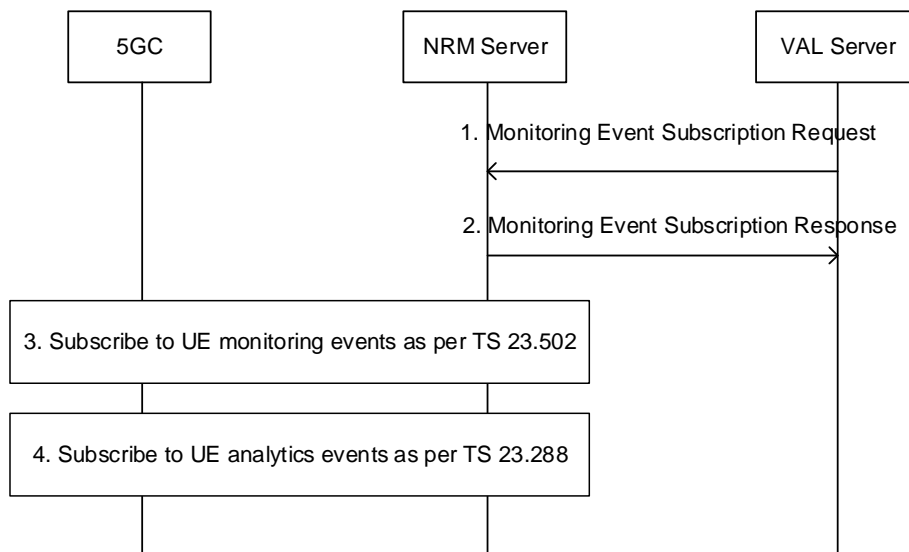 5GC
NRM Server
VAL Server
1. Monitoring Event Subscription Request
2. Monitoring Event Subscription Response
3. Subscribe to UE monitoring events as per TS 23.502
4. Subscribe to UE analytics events as per TS 23.288